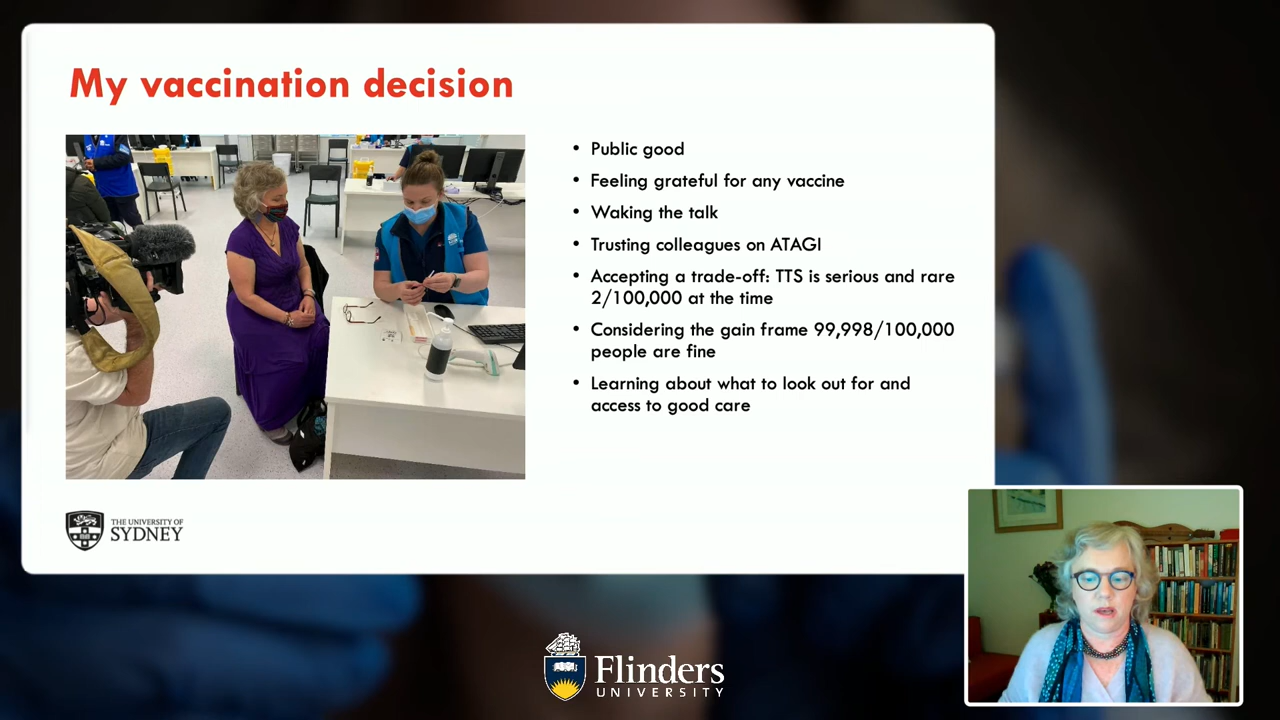 My vaccination decision
• Public good
• Feeling grateful for any vaccine
• Waking the talk
• Trusting colleagues on ATAGI
• Accepting a trade-off: TTS is serious and rare
2/100,000 at the time
• Considering the gain frame 99,998/100,000
people are fine
• Learning about what to look out for and
access to good care
THE UNIVERSITY OF
SYDNEY
Flinders
UNIVERSITY